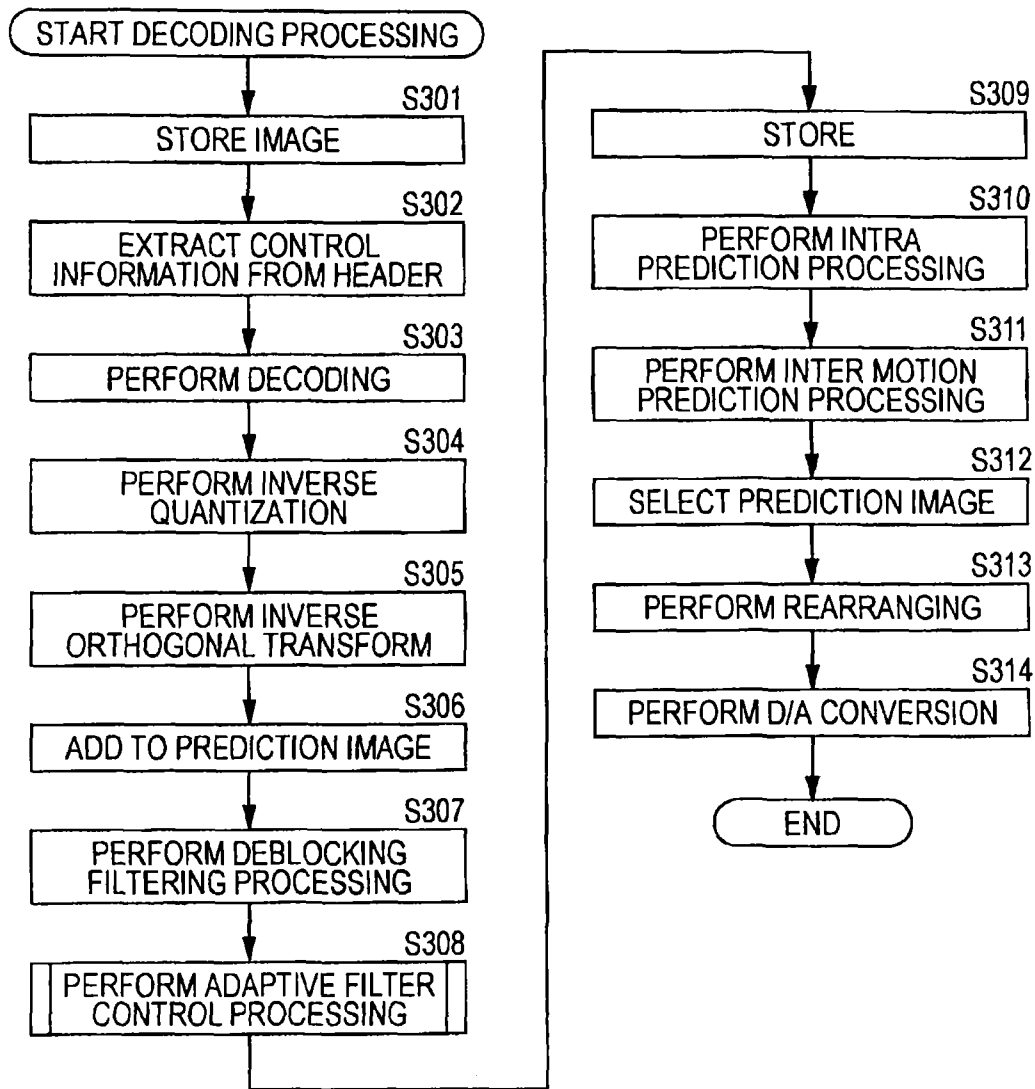 START DECODING PROCESSING
S301
STORE IMAGE
S302
EXTRACT CONTROL
INFORMATION FROM HEADER
S303
PERFORM DECODING
S304
PERFORM INVERSE
QUANTIZATION
S305
PERFORM INVERSE
ORTHOGONAL TRANSFORM
S306
ADD TO PREDICTION IMAGE
S307
PERFORM DEBLOCKING
FILTERING PROCESSING
S308
PERFORM ADAPTIVE FILTER
CONTROL PROCESSING
S309
STORE
S310
PERFORM INTRA
PREDICTION PROCESSING
S311
PERFORM INTER MOTION
PREDICTION PROCESSING
S312
SELECT PREDICTION IMAGE
S313
PERFORM REARRANGING
S314
PERFORM D/A CONVERSION
END